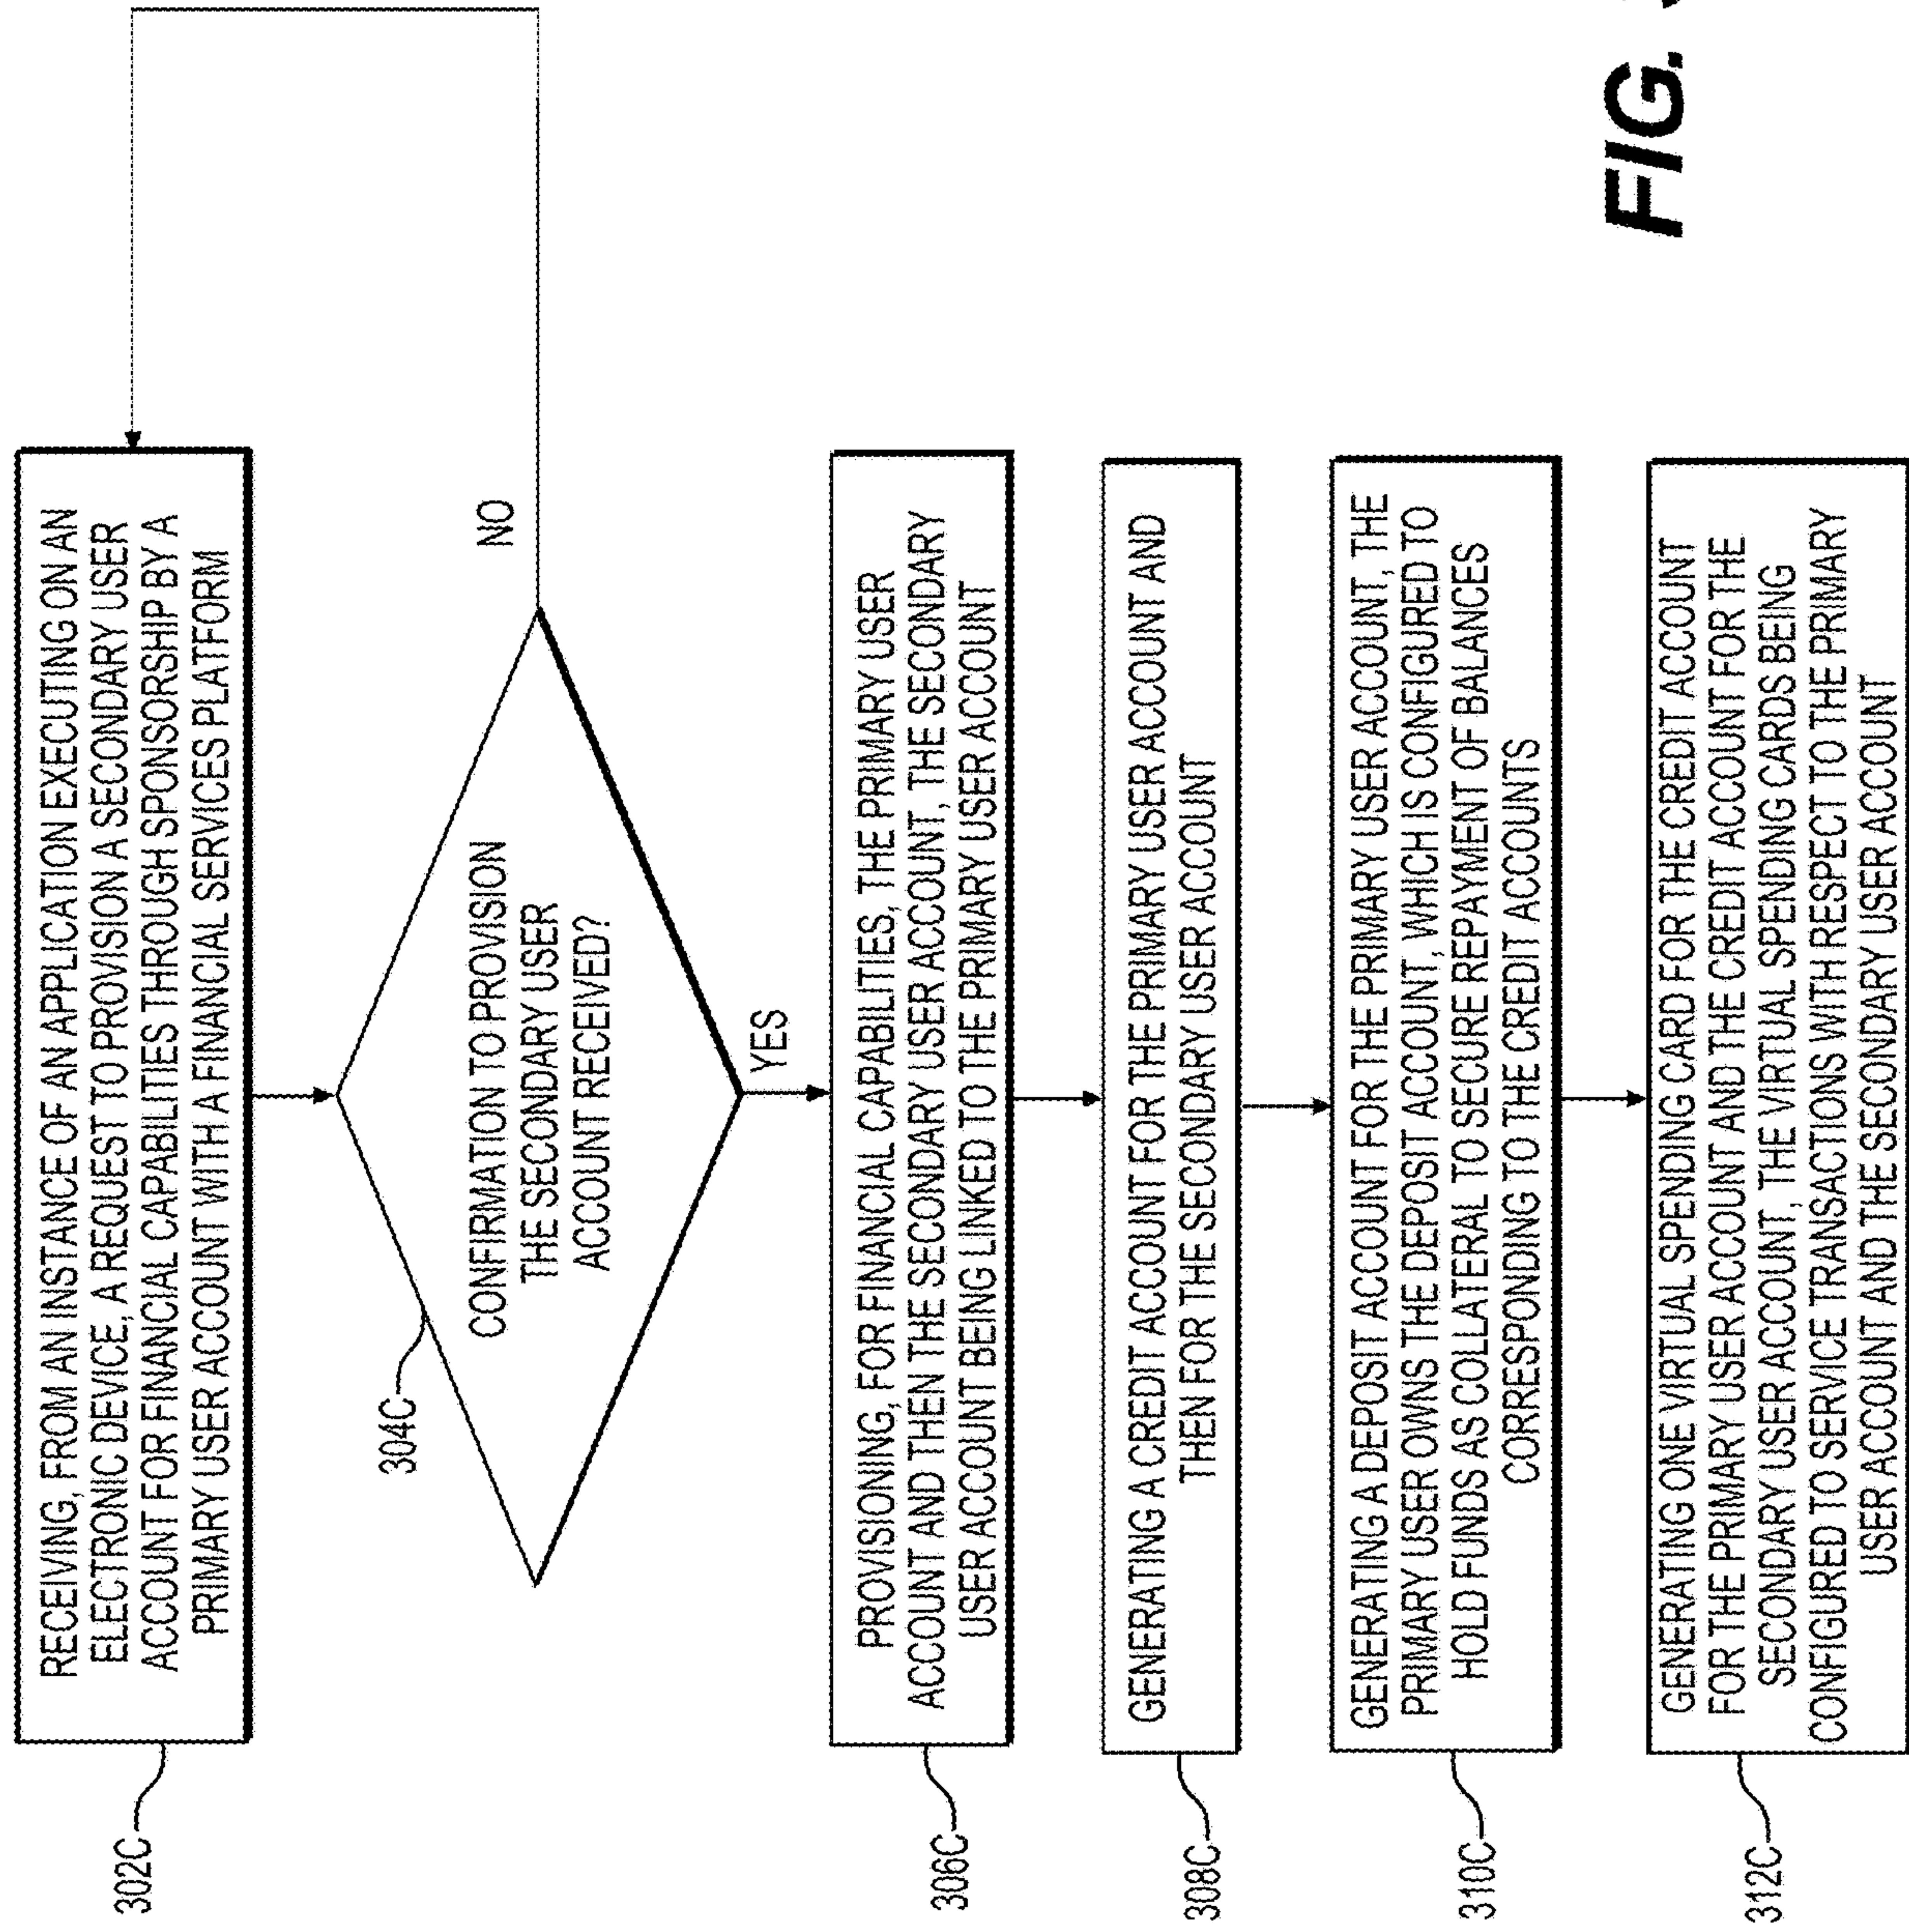 302C
RECEIVING, FROM AN INSTANCE OF AN APPLICATION EXECUTING ON AN
ELECTRONIC DEVICE, A REQUEST TO PROVISION A SECONDARY USER
ACCOUNT FOR FINANCIAL CAPABILITIES THROUGH SPONSORSHIP BY A
PRIMARY USER ACCOUNT WITH A FINANCIAL SERVICES PLATFORM
304C
CONFIRMATION TO PROVISION
THE SECONDARY USER
ACCOUNT RECEIVED?
NO
YES
306C
PROVISIONING, FOR FINANCIAL CAPABILITIES, THE PRIMARY USER
ACCOUNT AND THEN THE SECONDARY USER ACCOUNT, THE SECONDARY
USER ACCOUNT BEING LINKED TO THE PRIMARY USER ACCOUNT
308C
GENERATING A CREDIT ACCOUNT FOR THE PRIMARY USER ACCOUNT AND
THEN FOR THE SECONDARY USER ACCOUNT
310C
GENERATING A DEPOSIT ACCOUNT FOR THE PRIMARY USER ACCOUNT, THE
PRIMARY USER OWNS THE DEPOSIT ACCOUNT, WHICH IS CONFIGURED TO
HOLD FUNDS AS COLLATERAL TO SECURE REPAYMENT OF BALANCES
CORRESPONDING TO THE CREDIT ACCOUNTS
312C
GENERATING ONE VIRTUAL SPENDING CARD FOR THE CREDIT ACCOUNT
FOR THE PRIMARY USER ACCOUNT AND THE CREDIT ACCOUNT FOR THE
SECONDARY USER ACCOUNT, THE VIRTUAL SPENDING CARDS BEING
CONFIGURED TO SERVICE TRANSACTIONS WITH RESPECT TO THE PRIMARY
USER ACCOUNT AND THE SECONDARY USER ACCOUNT
FIG.